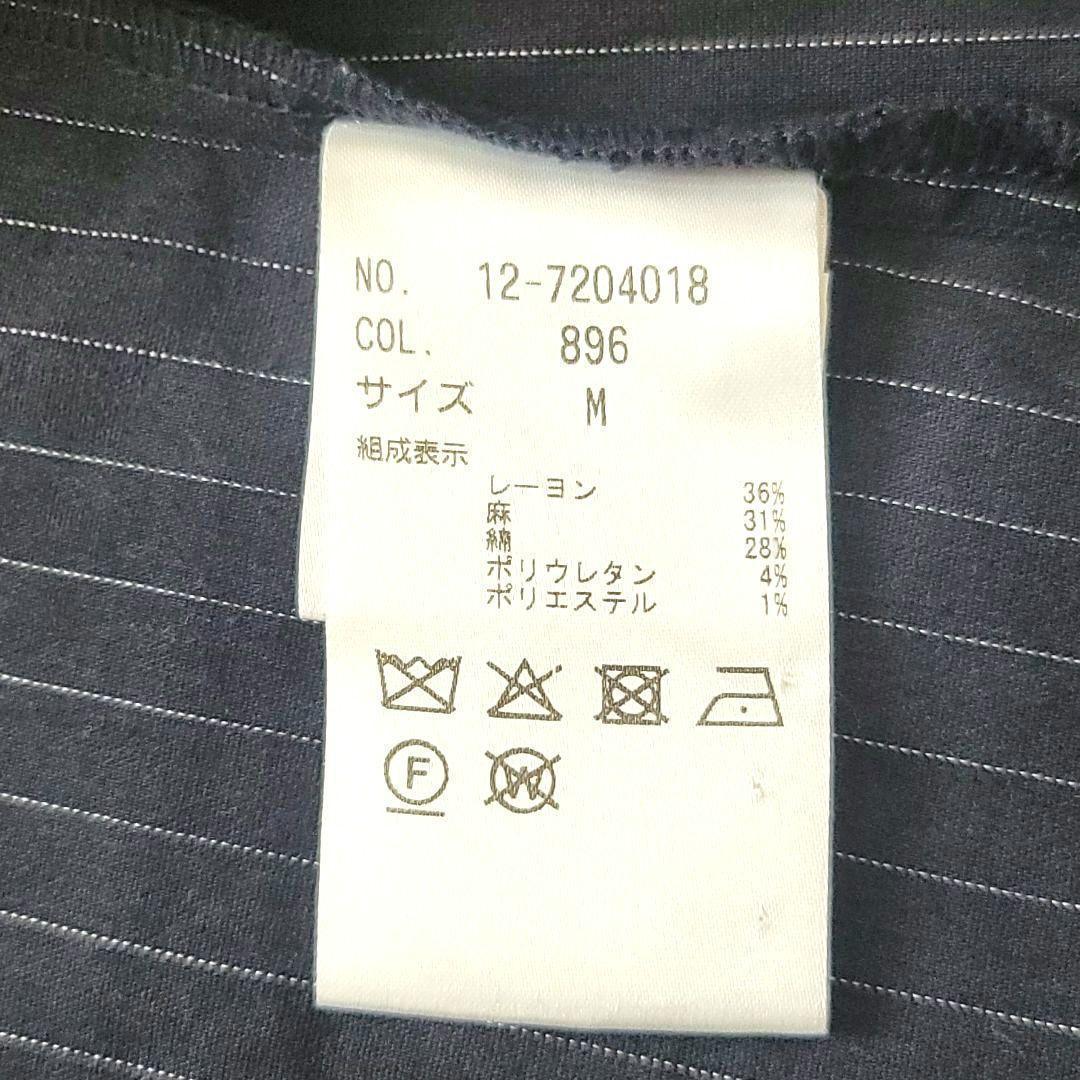 NO. 12-7204018
COL. 896
サイズ M
組成表示
レーヨン 36%
麻 31%
綿 28%
ポリウレタン 4%
ポリエステル 1%
F W